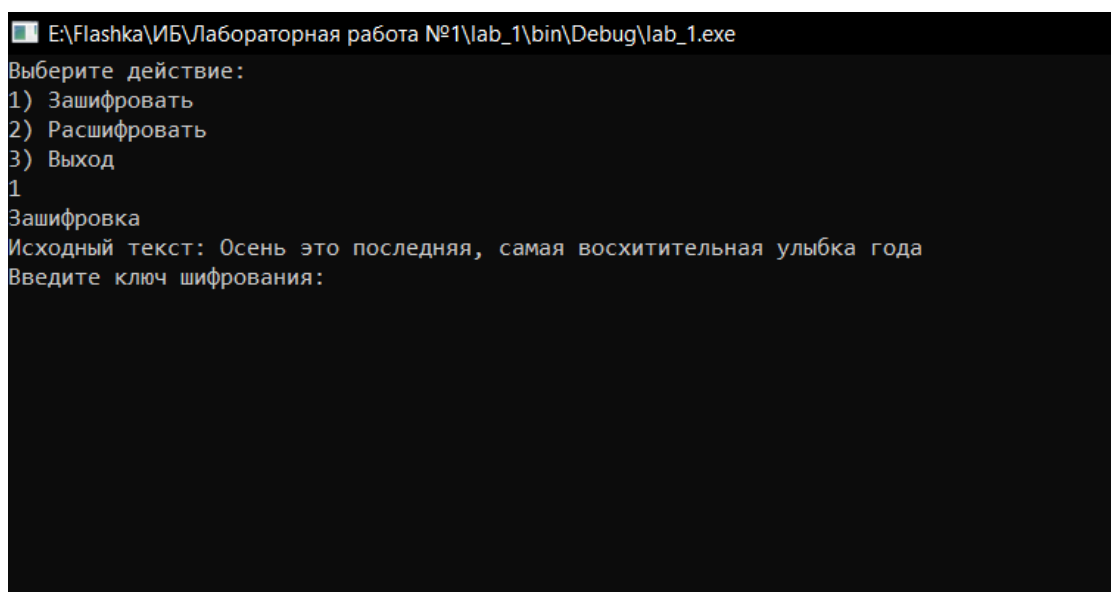 E:\Flashka\ИБ\Лабораторная работа №1\lab_1\bin\Debug\lab_1.exe
Выберите действие:
1) Зашифровать
2) Расшифровать
3) Выход
1
Зашифровка
Исходный текст: Осень это последняя, самая восхитительная улыбка года
Введите ключ шифрования: